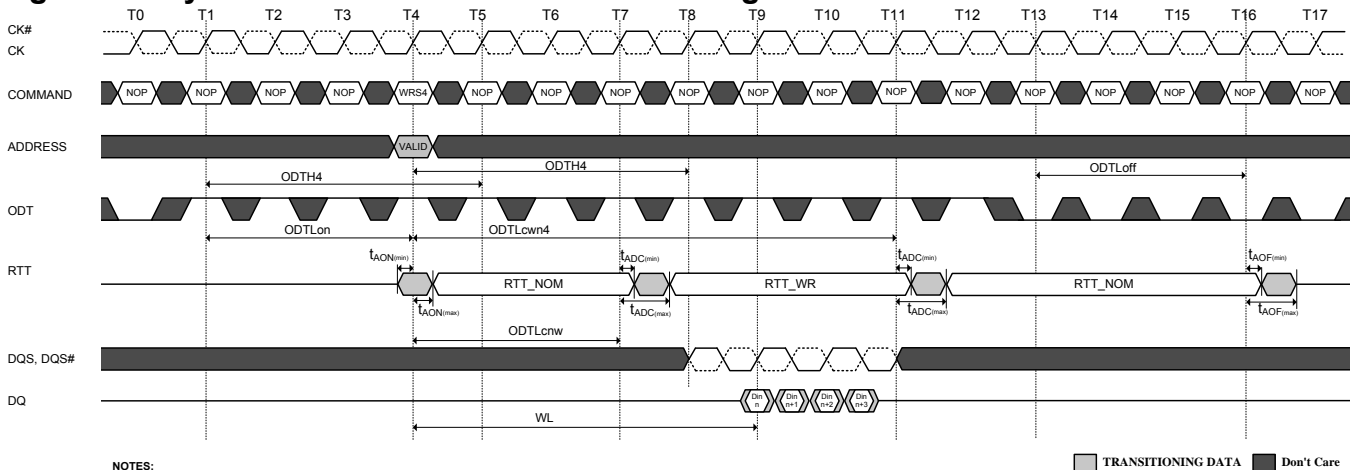 T0 T1 T2 T3 T4 T5 T6 T7 T8 T9 T10 T11 T12 T13 T14 T15 T16 T17
CK#
CK
COMMAND NOP NOP NOP NOP WRS4 NOP NOP NOP NOP NOP NOP NOP NOP NOP NOP NOP NOP NOP
ADDRESS VALID
ODTH4 ODTH4 ODTLoff
ODT
ODTLon ODTLcwn4
tAON(min) tADC(min) tADC(min) tAOF(min)
RTT RTT_NOM RTT_WR RTT_NOM
tAON(max) tADC(max) tADC(max) tAOF(max)
ODTLcnw
DQS, DQS#
DQ Din n Din n+1 Din n+2 Din n+3
WL
NOTES: TRANSITIONING DATA Don't Care